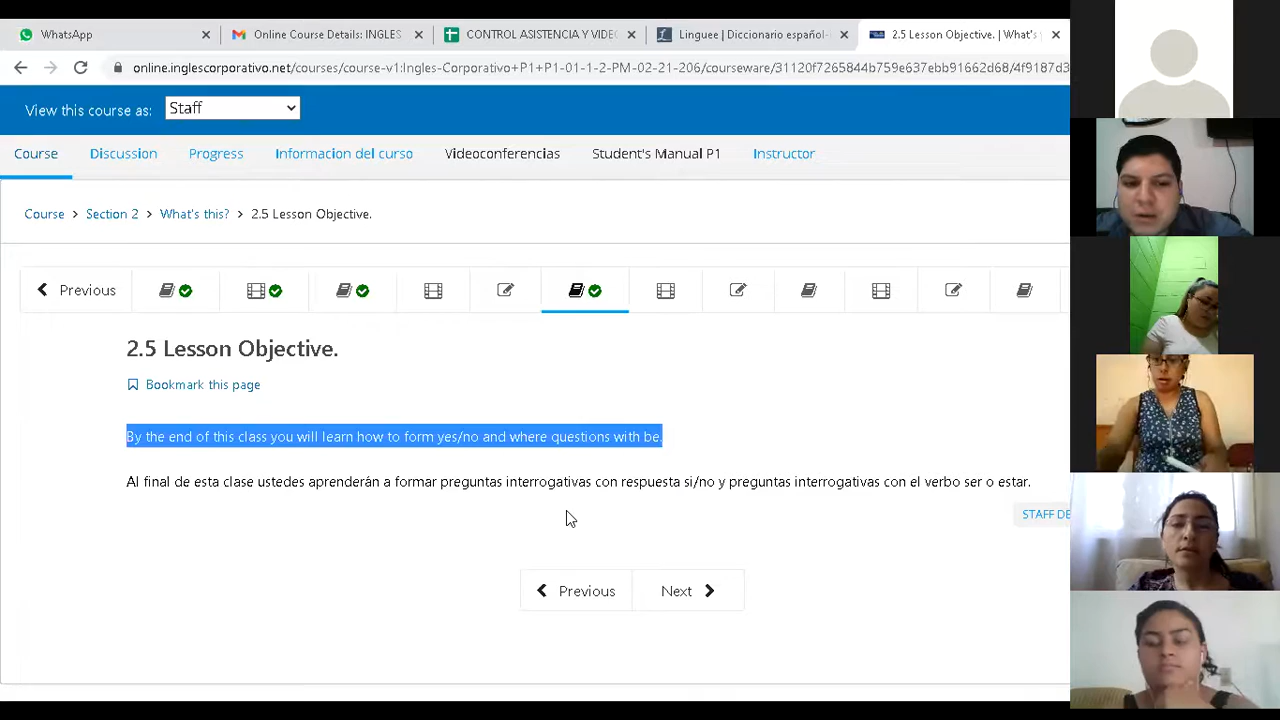 WhatsApp
Online Course Details: INGLES
CONTROL ASISTENCIA Y VIDE
Linguee | Diccionario español-
2.5 Lesson Objective. | What's
online.inglescorporativo.net/courses/course-v1:Ingles-Corporativo+P1+P1-01-1-2-PM-02-21-206/courseware/31120f7265844b759e637ebb91662d68/4f9187d3
View this course as:
Staff
Course
Discussion
Progress
Informacion del curso
Videoconferencias
Student's Manual P1
Instructor
Course > Section 2 > What's this? > 2.5 Lesson Objective.
Previous
2.5 Lesson Objective.
Bookmark this page
By the end of this class you will learn how to form yes/no and where questions with be.
Al final de esta clase ustedes aprenderán a formar preguntas interrogativas con respuesta si/no y preguntas interrogativas con el verbo ser o estar.
STAFF DE
Previous
Next